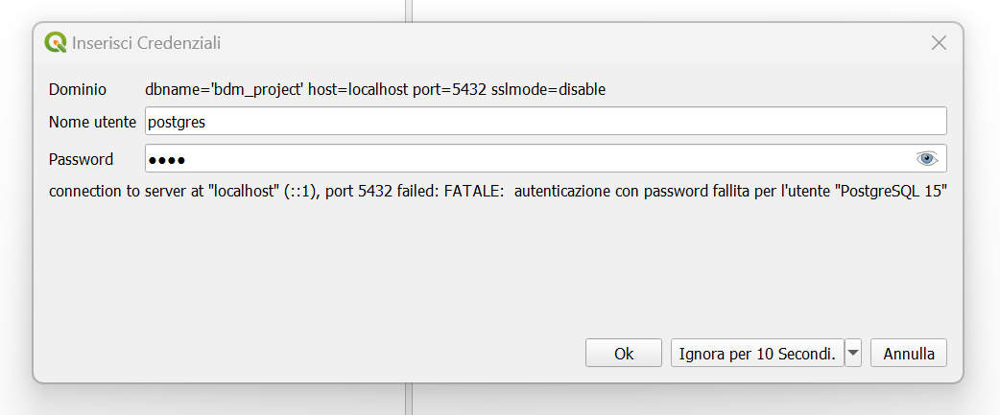 Inserisci Credenziali
Dominio dbname='bdm_project' host=localhost port=5432 sslmode=disable
Nome utente postgres
Password ●●●●
connection to server at "localhost" (::1), port 5432 failed: FATALE:  autenticazione con password fallita per l'utente "PostgreSQL 15"
Ok Ignora per 10 Secondi. Annulla